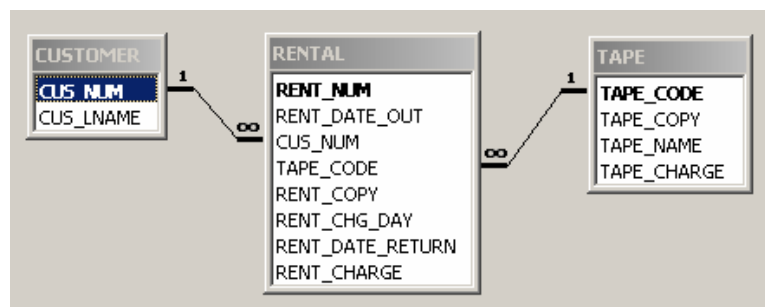 CUSTOMER
CUS_NUM
CUS_LNAME
1
∞
RENTAL
RENT_NUM
RENT_DATE_OUT
CUS_NUM
TAPE_CODE
RENT_COPY
RENT_CHG_DAY
RENT_DATE_RETURN
RENT_CHARGE
∞
1
TAPE
TAPE_CODE
TAPE_COPY
TAPE_NAME
TAPE_CHARGE